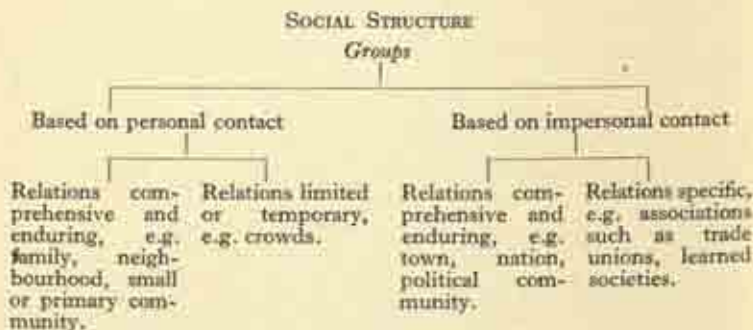 SOCIAL STRUCTURE
Groups
Based on personal contact
Based on impersonal contact
Relations com-
prehensive and
enduring, e.g.
family, neigh-
bourhood, small
or primary com-
munity.
Relations limited
or temporary,
e.g. crowds.
Relations com-
prehensive and
enduring, e.g.
town, nation,
political com-
munity.
Relations specific,
e.g. associations
such as trade
unions, learned
societies.